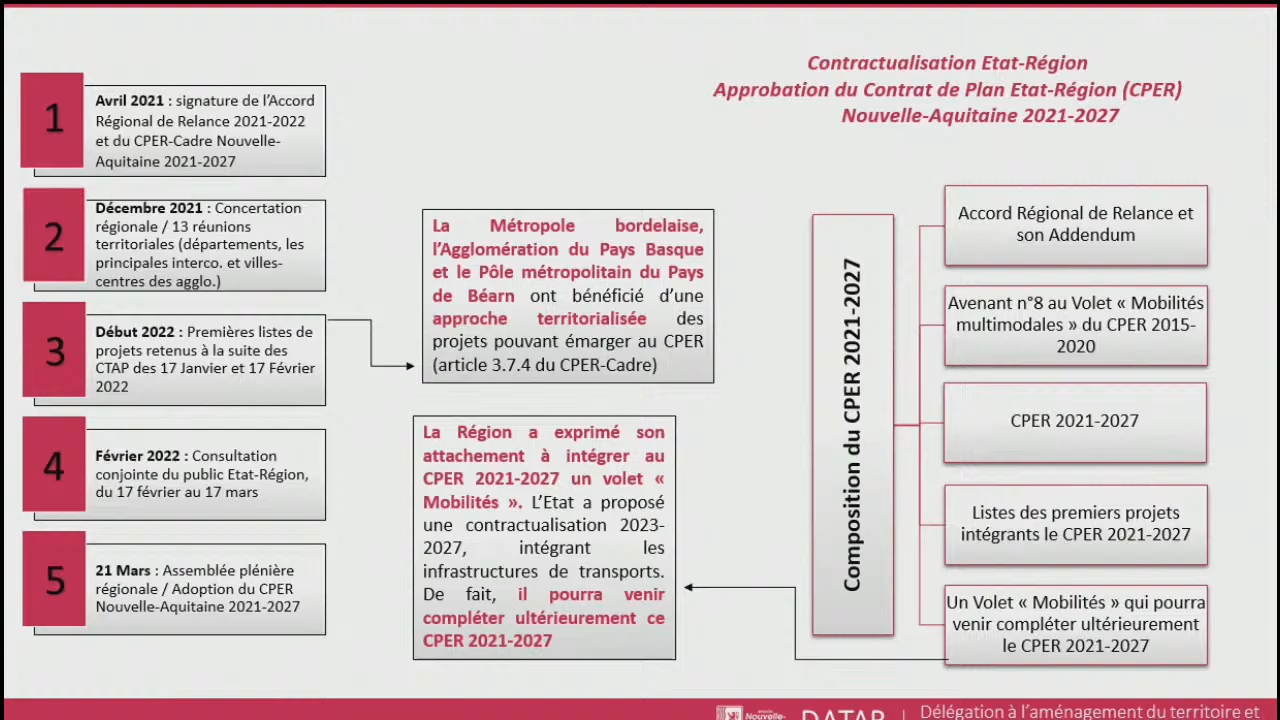 Contractualisation Etat-Région
Approbation du Contrat de Plan Etat-Région (CPER)
Nouvelle-Aquitaine 2021-2027
1
Avril 2021 : signature de l’Accord
Régional de Relance 2021-2022
et du CPER-Cadre Nouvelle-
Aquitaine 2021-2027
2
Décembre 2021 : Concertation
régionale / 13 réunions
territoriales (départements, les
principales interco. et villes-
centres des agglo.)
3
Début 2022 : Premières listes de
projets retenus à la suite des
CTAP des 17 Janvier et 17 Février
2022
4
Février 2022 : Consultation
conjointe du public Etat-Région,
du 17 février au 17 mars
5
21 Mars : Assemblée plénière
régionale / Adoption du CPER
Nouvelle-Aquitaine 2021-2027
La Métropole bordelaise,
l’Agglomération du Pays Basque
et le Pôle métropolitain du Pays
de Béarn ont bénéficié d’une
approche territorialisée des
projets pouvant émarger au CPER
(article 3.7.4 du CPER-Cadre)
La Région a exprimé son
attachement à intégrer au
CPER 2021-2027 un volet «
Mobilités ». L’Etat a proposé
une contractualisation 2023-
2027, intégrant les
infrastructures de transports.
De fait, il pourra venir
compléter ultérieurement ce
CPER 2021-2027
Composition du CPER 2021-2027
Accord Régional de Relance et
son Addendum
Avenant n°8 au Volet « Mobilités
multimodales » du CPER 2015-
2020
CPER 2021-2027
Listes des premiers projets
intégrants le CPER 2021-2027
Un Volet « Mobilités » qui pourra
venir compléter ultérieurement
le CPER 2021-2027
Nouvelle-
DATAR
Délégation à l’aménagement du territoire et